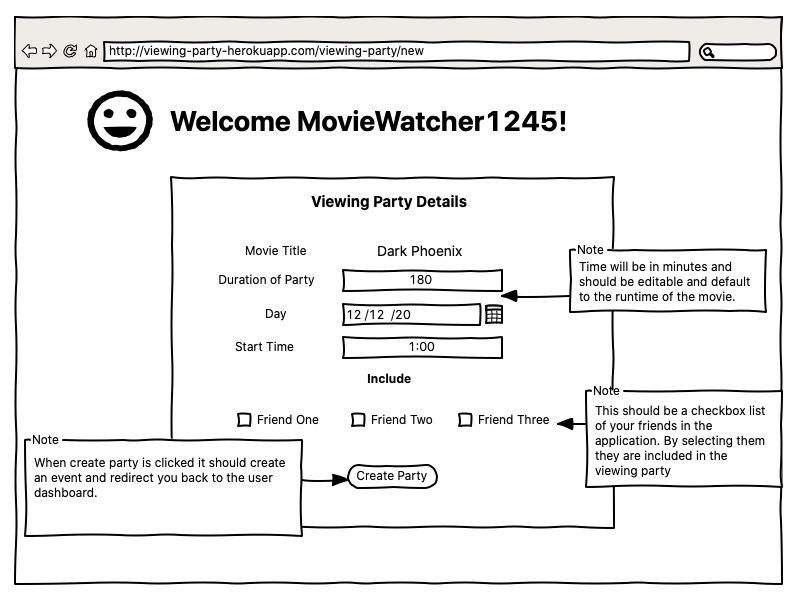 http://viewing-party-herokuapp.com/viewing-party/new
Welcome MovieWatcher1245!
Viewing Party Details
Movie Title Dark Phoenix
Duration of Party 180
Day 12 /12 /20
Start Time 1:00
Note
Time will be in minutes and
should be editable and default
to the runtime of the movie.
Include
Friend One Friend Two Friend Three
Note
This should be a checkbox list
of your friends in the
application. By selecting them
they are included in the
viewing party
Note
When create party is clicked it should create
an event and redirect you back to the user
dashboard.
Create Party